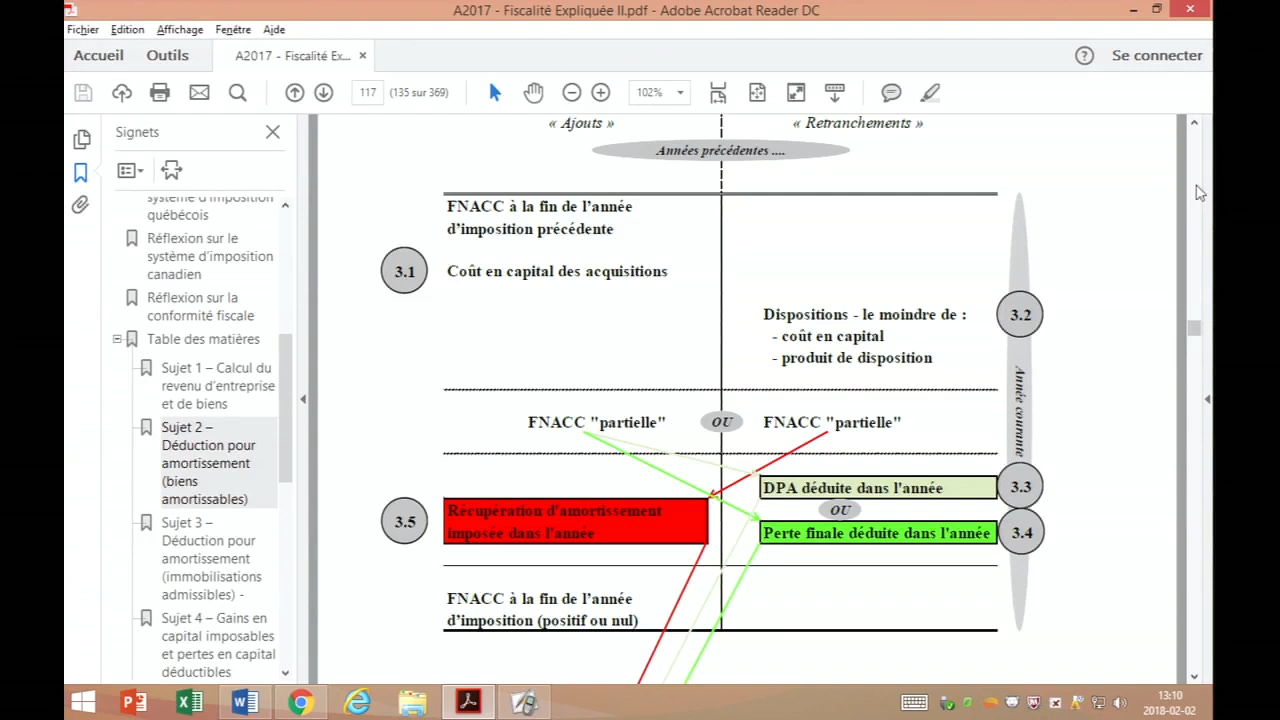 A2017 - Fiscalité Expliquée II.pdf - Adobe Acrobat Reader DC
Fichier Edition Affichage Fenêtre Aide
Accueil Outils A2017 - Fiscalité Ex... × Se connecter
117 (135 sur 369) 102%
Signets
système d'imposition
québécois
Réflexion sur le
système d'imposition
canadien
Réflexion sur la
conformité fiscale
Table des matières
Sujet 1 – Calcul du
revenu d'entreprise
et de biens
Sujet 2 –
Déduction pour
amortissement
(biens
amortissables)
Sujet 3 –
Déduction pour
amortissement
(immobilisations
admissibles) -
Sujet 4 – Gains en
capital imposables
et pertes en capital
déductibles
« Ajouts » « Retranchements »
Années précédentes ....
FNACC à la fin de l'année
d'imposition précédente
3.1 Coût en capital des acquisitions
Dispositions - le moindre de : 3.2
- coût en capital
- produit de disposition
Année courante
FNACC "partielle" OU FNACC "partielle"
DPA déduite dans l'année 3.3
OU
3.5 Récupération d'amortissement
imposée dans l'année
Perte finale déduite dans l'année 3.4
FNACC à la fin de l'année
d'imposition (positif ou nul)
13:10
2018-02-02